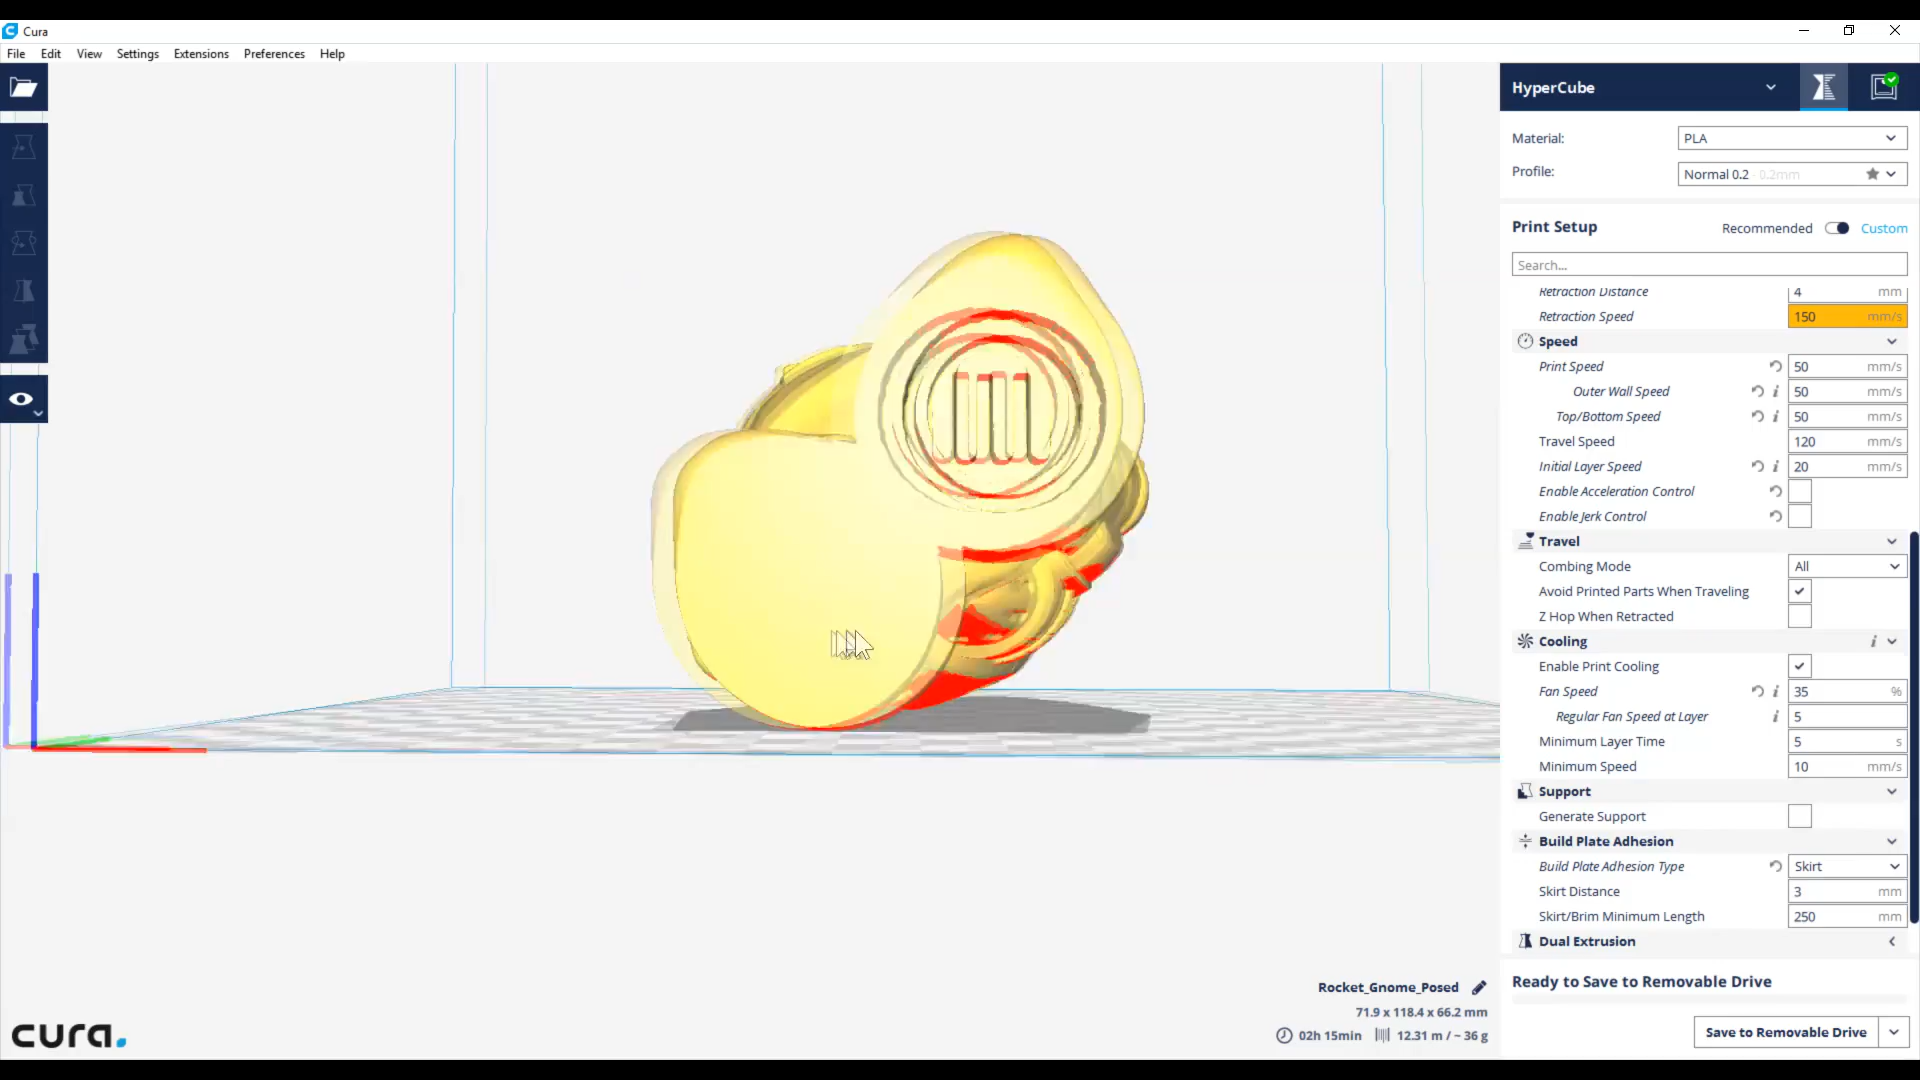 Cura
File Edit View Settings Extensions Preferences Help
HyperCube
Material: PLA
Profile: Normal 0.2 - 0.2mm
Print Setup Recommended Custom
Search...
Retraction Distance 4 mm
Retraction Speed 150 mm/s
Speed
Print Speed 50 mm/s
Outer Wall Speed i 50 mm/s
Top/Bottom Speed i 50 mm/s
Travel Speed 120 mm/s
Initial Layer Speed i 20 mm/s
Enable Acceleration Control
Enable Jerk Control
Travel
Combing Mode All
Avoid Printed Parts When Traveling
Z Hop When Retracted
Cooling i
Enable Print Cooling
Fan Speed i 35 %
Regular Fan Speed at Layer i 5
Minimum Layer Time 5 s
Minimum Speed 10 mm/s
Support
Generate Support
Build Plate Adhesion
Build Plate Adhesion Type Skirt
Skirt Distance 3 mm
Skirt/Brim Minimum Length 250 mm
Dual Extrusion
Rocket_Gnome_Posed
71.9 x 118.4 x 66.2 mm
02h 15min 12.31 m / ~ 36 g
Ready to Save to Removable Drive
Save to Removable Drive
cura.